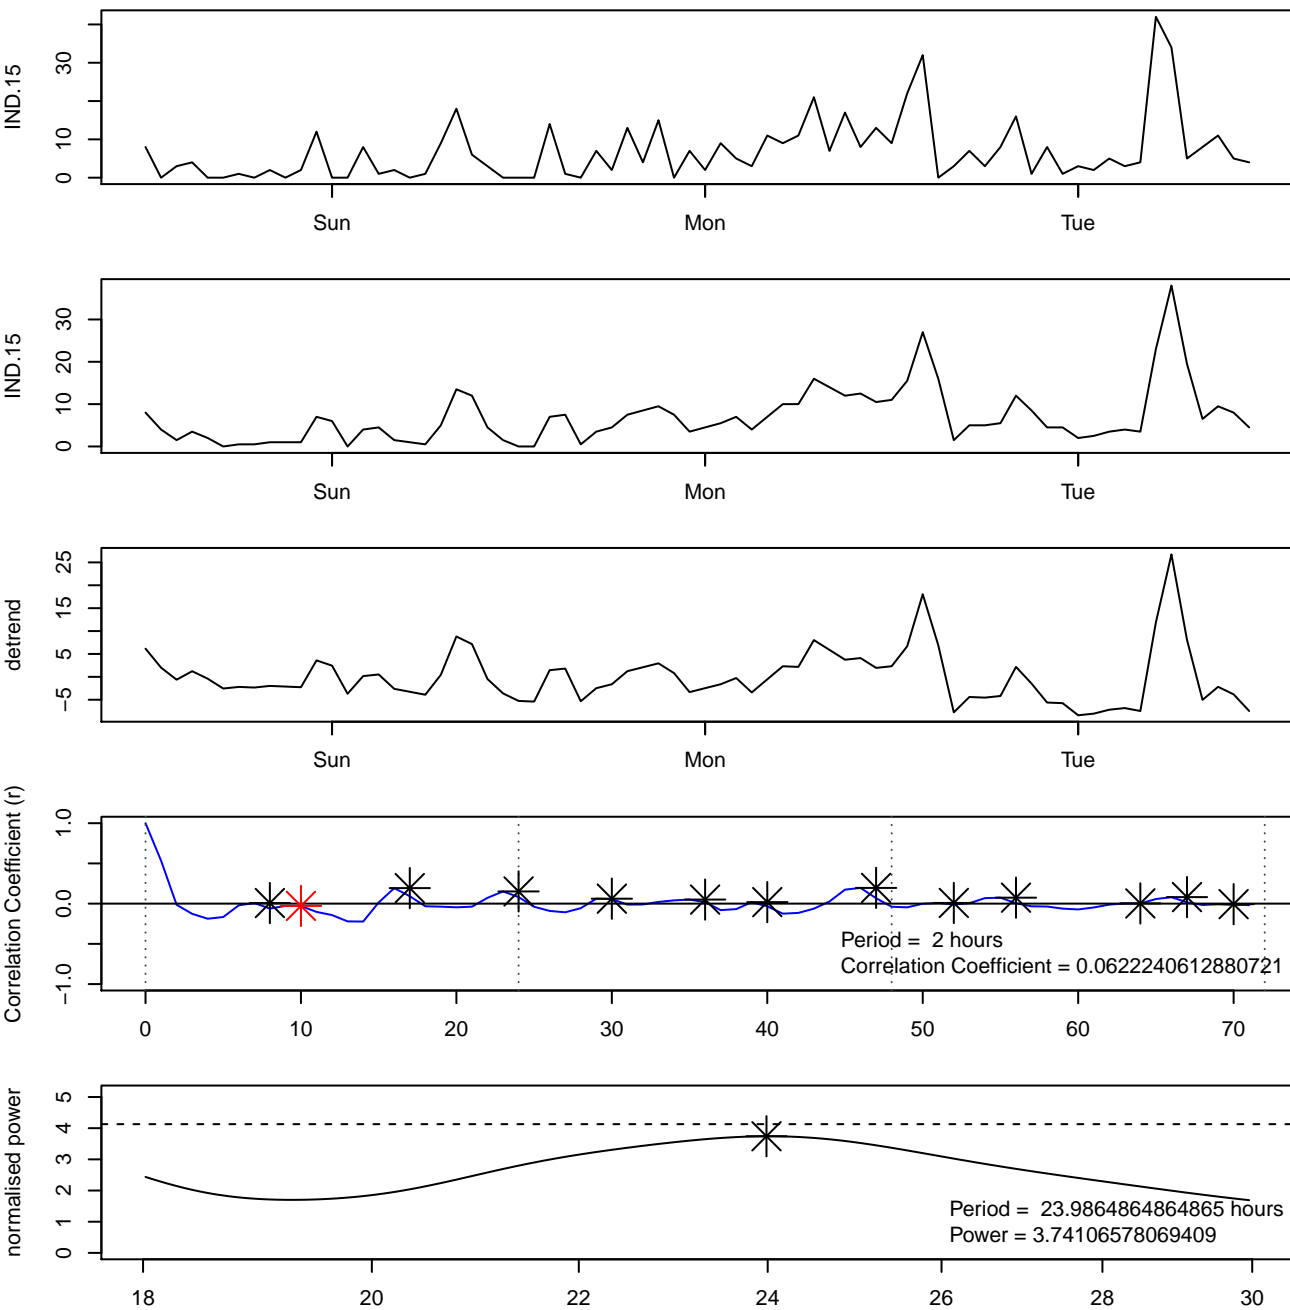 IND.15
0 10 30
Sun Mon Tue
IND.15
0 10 20 30
Sun Mon Tue
detrend
−5 5 15 25
Sun Mon Tue
Correlation Coefficient (r)
−1.0 0.0 1.0
Period =  2 hours
Correlation Coefficient = 0.0622240612880721
0 10 20 30 40 50 60 70
normalised power
0 1 2 3 4 5
Period =  23.9864864864865 hours
Power = 3.74106578069409
18 20 22 24 26 28 30